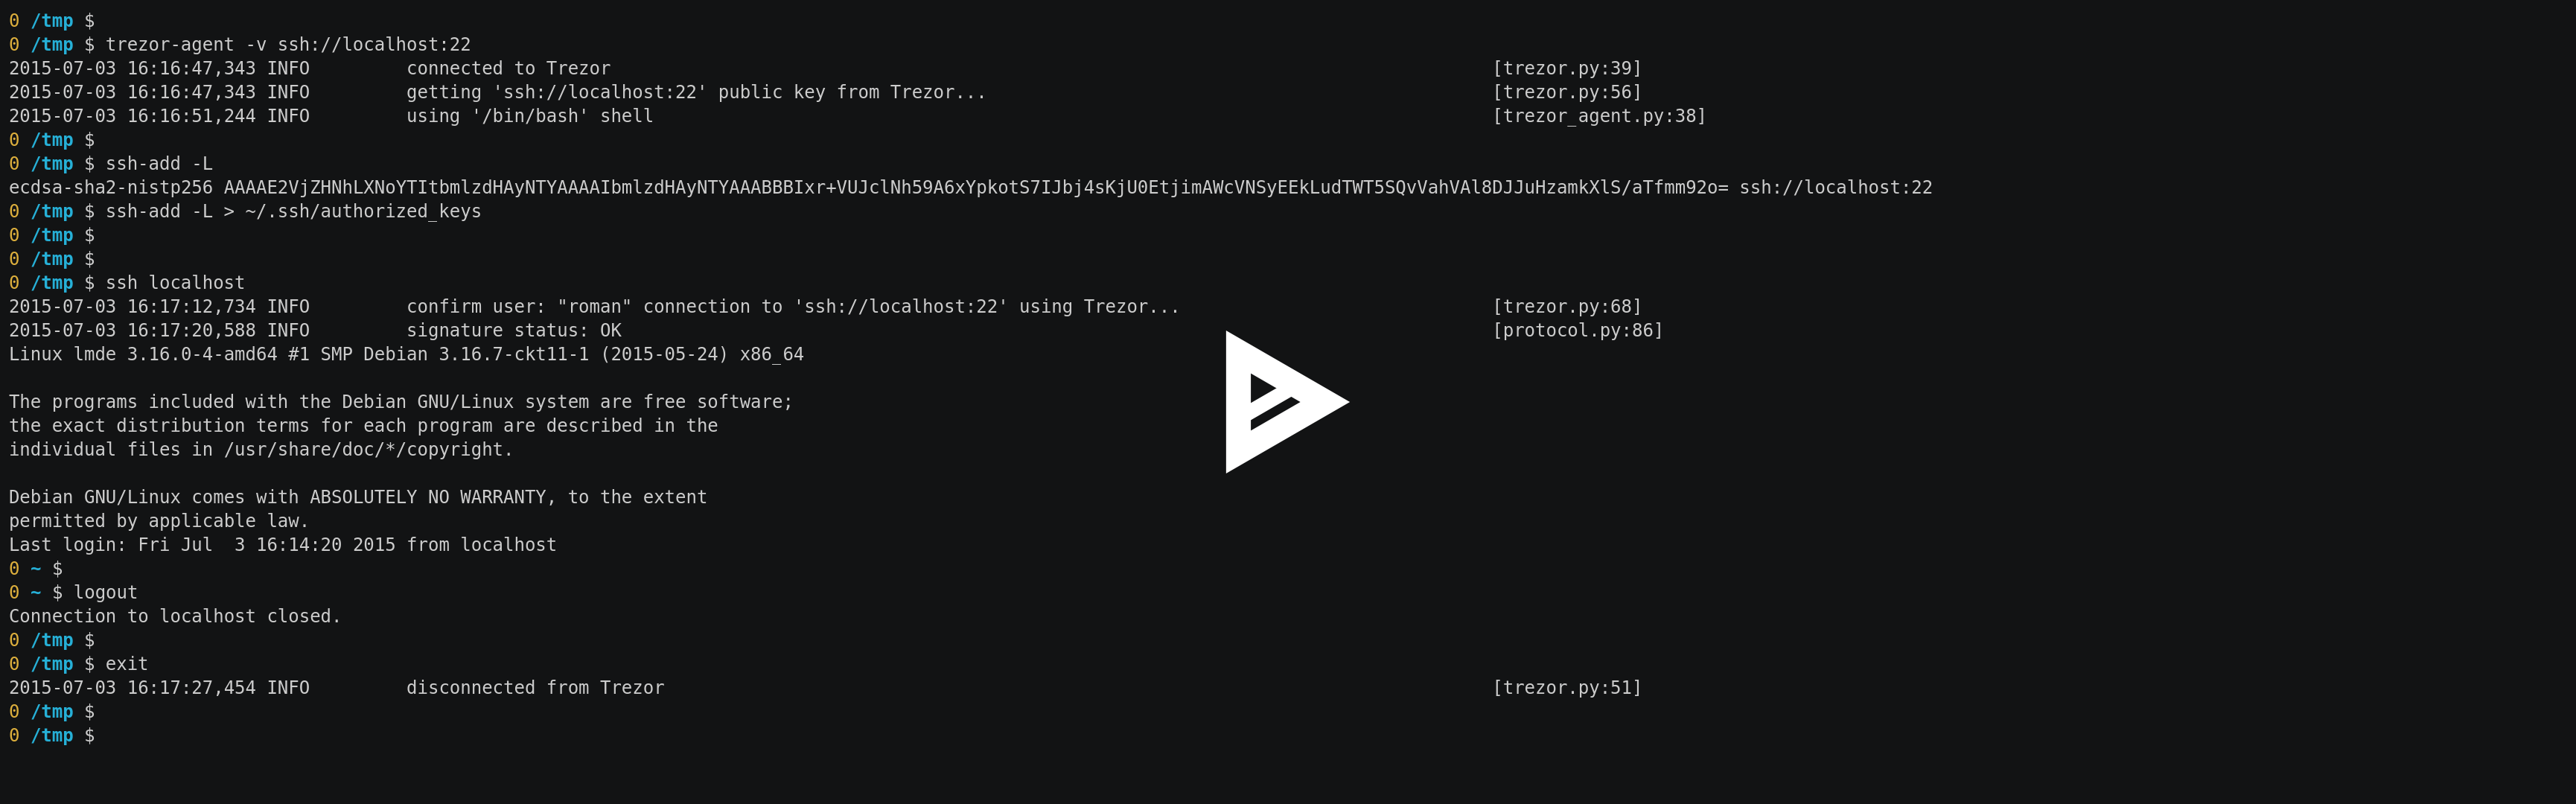 0 /tmp $
0 /tmp $ trezor-agent -v ssh://localhost:22
2015-07-03 16:16:47,343 INFO         connected to Trezor                                                                                  [trezor.py:39]
2015-07-03 16:16:47,343 INFO         getting 'ssh://localhost:22' public key from Trezor...                                               [trezor.py:56]
2015-07-03 16:16:51,244 INFO         using '/bin/bash' shell                                                                              [trezor_agent.py:38]
0 /tmp $
0 /tmp $ ssh-add -L
ecdsa-sha2-nistp256 AAAAE2VjZHNhLXNoYTItbmlzdHAyNTYAAAAIbmlzdHAyNTYAAABBBIxr+VUJclNh59A6xYpkotS7IJbj4sKjU0EtjimAWcVNSyEEkLudTWT5SQvVahVAl8DJJuHzamkXlS/aTfmm92o= ssh://localhost:22
0 /tmp $ ssh-add -L > ~/.ssh/authorized_keys
0 /tmp $
0 /tmp $
0 /tmp $ ssh localhost
2015-07-03 16:17:12,734 INFO         confirm user: "roman" connection to 'ssh://localhost:22' using Trezor...                             [trezor.py:68]
2015-07-03 16:17:20,588 INFO         signature status: OK                                                                                 [protocol.py:86]
Linux lmde 3.16.0-4-amd64 #1 SMP Debian 3.16.7-ckt11-1 (2015-05-24) x86_64

The programs included with the Debian GNU/Linux system are free software;
the exact distribution terms for each program are described in the
individual files in /usr/share/doc/*/copyright.

Debian GNU/Linux comes with ABSOLUTELY NO WARRANTY, to the extent
permitted by applicable law.
Last login: Fri Jul  3 16:14:20 2015 from localhost
0 ~ $
0 ~ $ logout
Connection to localhost closed.
0 /tmp $
0 /tmp $ exit
2015-07-03 16:17:27,454 INFO         disconnected from Trezor                                                                             [trezor.py:51]
0 /tmp $
0 /tmp $